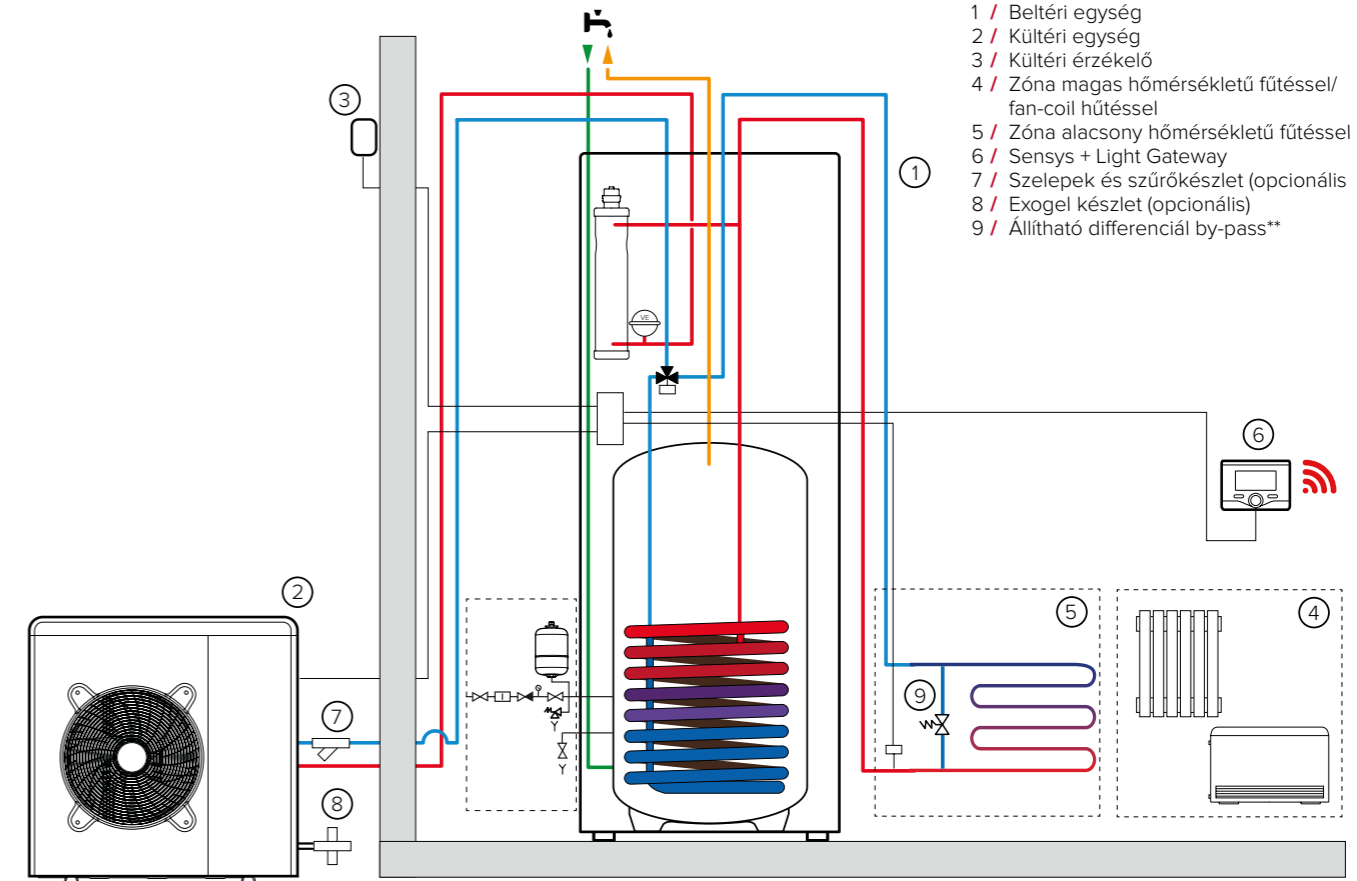 1 / Beltéri egység
2 / Kültéri egység
3 / Kültéri érzékelő
4 / Zóna magas hőmérsékletű fűtéssel/
fan-coil hűtéssel
5 / Zóna alacsony hőmérsékletű fűtéssel
6 / Sensys + Light Gateway
7 / Szelepek és szűrőkészlet (opcionális
8 / Exogel készlet (opcionális)
9 / Állítható differenciál by-pass**
3
1
VE
6
2
5
4
9
7
8